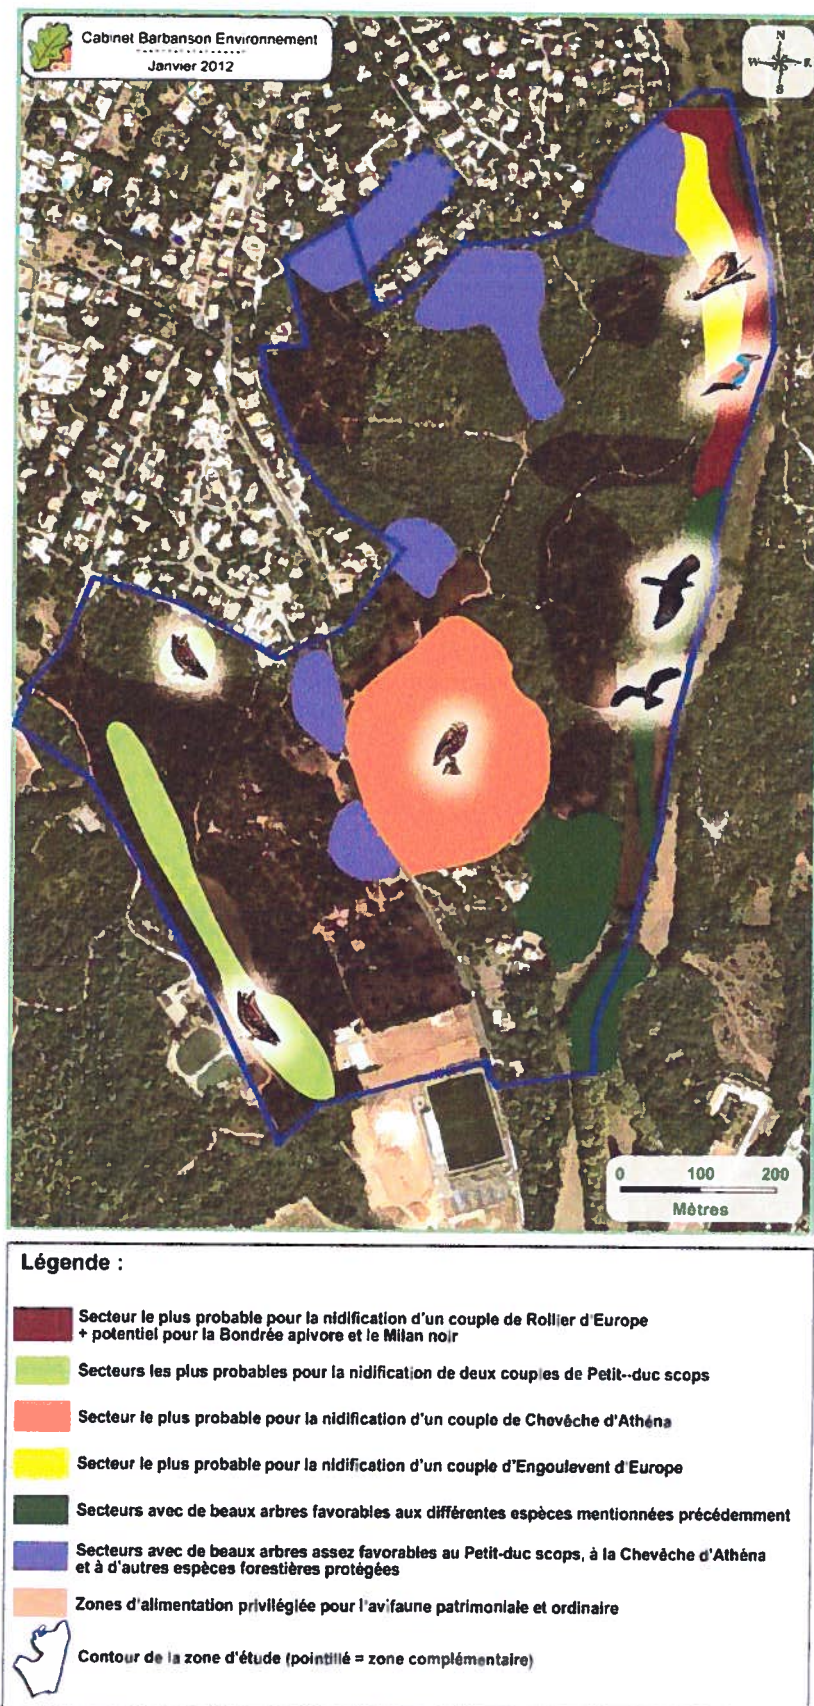 Cabinet Barbanson Environnement
Janvier 2012
N
W E
S
0 100 200
Mètres
Légende :
Secteur le plus probable pour la nidification d'un couple de Rollier d'Europe
+ potentiel pour la Bondrée apivore et le Milan noir
Secteurs les plus probables pour la nidification de deux couples de Petit--duc scops
Secteur le plus probable pour la nidification d'un couple de Chevêche d'Athéna
Secteur le plus probable pour la nidification d'un couple d'Engoulevent d'Europe
Secteurs avec de beaux arbres favorables aux différentes espèces mentionnées précédemment
Secteurs avec de beaux arbres assez favorables au Petit-duc scops, à la Chevêche d'Athéna
et à d'autres espèces forestières protégées
Zones d'alimentation privilégiée pour l'avifaune patrimoniale et ordinaire
Contour de la zone d'étude (pointillé = zone complémentaire)